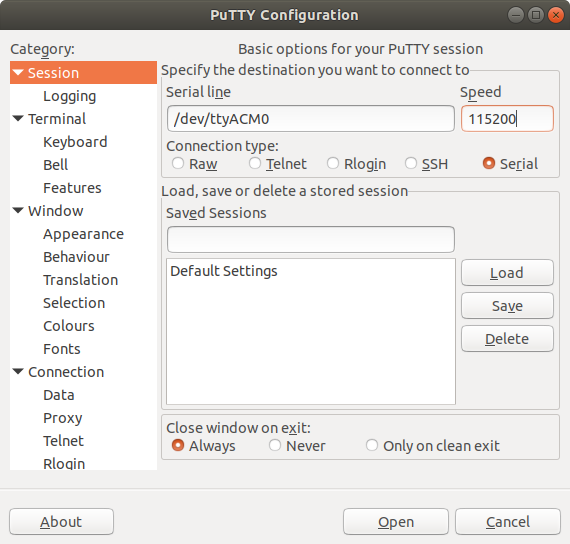 PuTTY Configuration
Category:
Session
Logging
Terminal
Keyboard
Bell
Features
Window
Appearance
Behaviour
Translation
Selection
Colours
Fonts
Connection
Data
Proxy
Telnet
Rlogin
Basic options for your PuTTY session
Specify the destination you want to connect to
Serial line Speed
/dev/ttyACM0 115200
Connection type:
Raw Telnet Rlogin SSH Serial
Load, save or delete a stored session
Saved Sessions
Default Settings
Load
Save
Delete
Close window on exit:
Always Never Only on clean exit
About Open Cancel